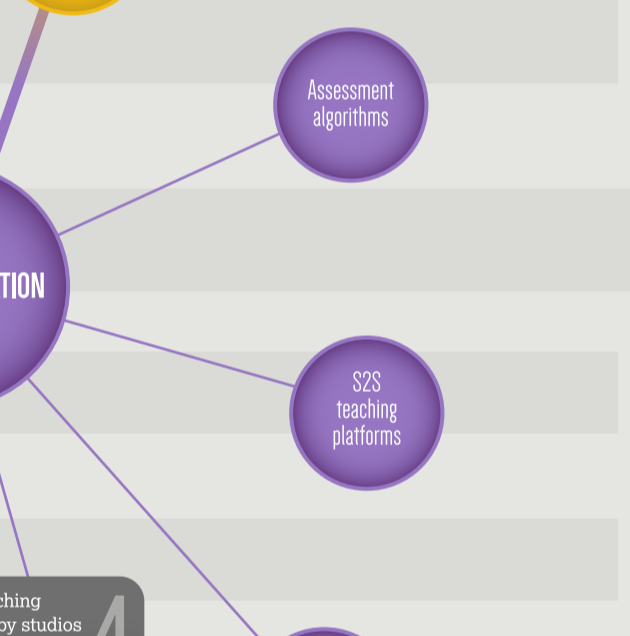 Assessment
algorithms
TION
S2S
teaching
platforms
ching
by studios
4